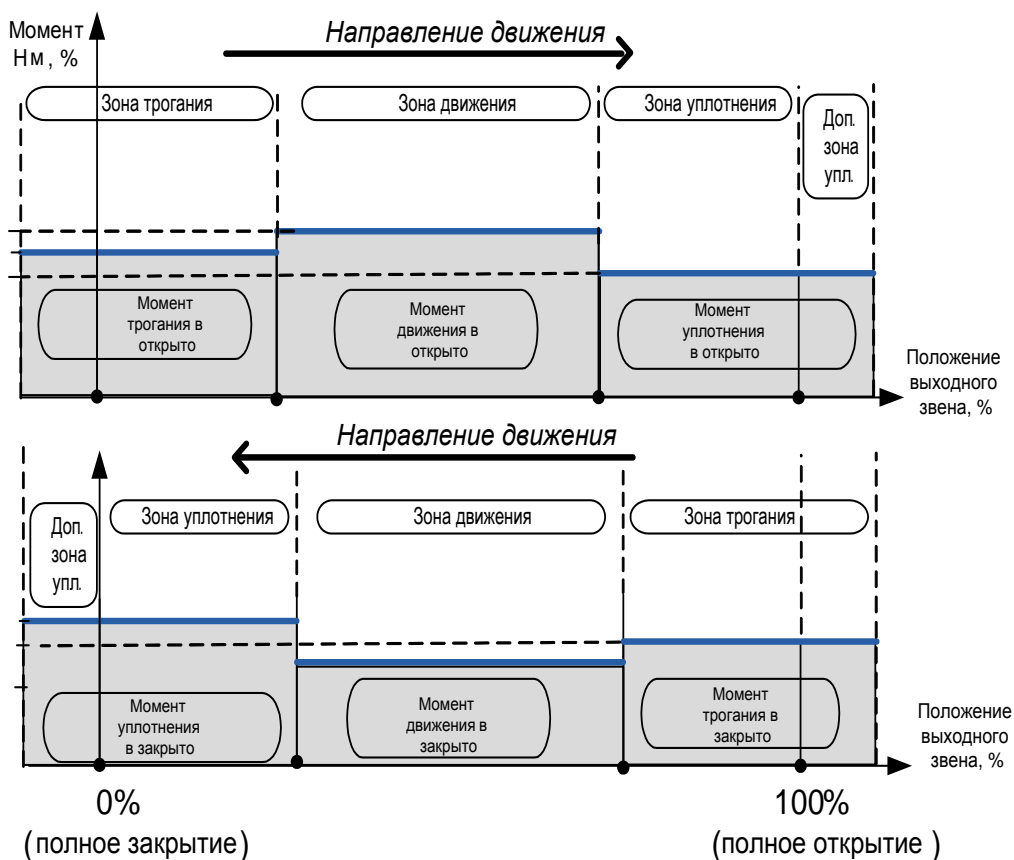 Момент
Нм, %
Направление движения
Зона трогания
Зона движения
Зона уплотнения
Доп.
зона
упл.
Момент
трогания в
открыто
Момент
движения в
открыто
Момент
уплотнения
в открыто
Положение
выходного
звена, %
Направление движения
Доп.
зона
упл.
Зона уплотнения
Зона движения
Зона трогания
Момент
уплотнения
в закрыто
Момент
движения в
закрыто
Момент
трогания в
закрыто
Положение
выходного
звена, %
0%
(полное закрытие)
100%
(полное открытие )